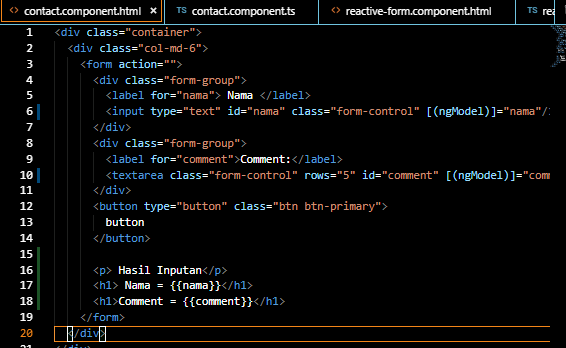 <> contact.component.html ×
TS contact.component.ts
<> reactive-form.component.html
TS rea
1 <div class="container">
2 <div class="col-md-6">
3 <form action="">
4 <div class="form-group">
5 <label for="nama"> Nama </label>
6 <input type="text" id="nama" class="form-control" [(ngModel)]="nama"/
7 </div>
8 <div class="form-group">
9 <label for="comment">Comment:</label>
10 <textarea class="form-control" rows="5" id="comment" [(ngModel)]="com
11 </div>
12 <button type="button" class="btn btn-primary">
13 button
14 </button>
15
16 <p> Hasil Inputan</p>
17 <h1> Nama = {{nama}}</h1>
18 <h1>Comment = {{comment}}</h1>
19 </form>
20 </div>
</div>